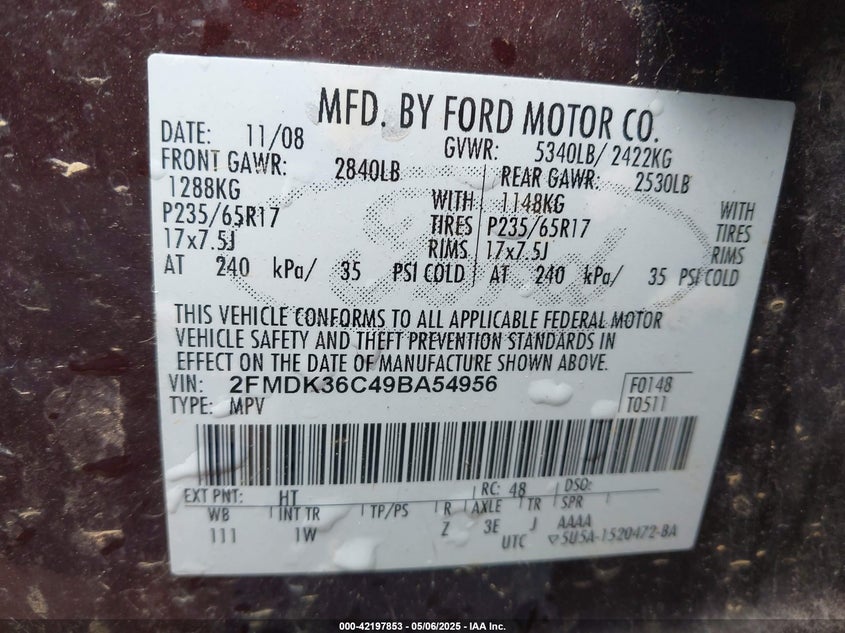 MFD. BY FORD MOTOR CO.
DATE: 11/08 GVWR: 5340LB/ 2422KG
FRONT GAWR: 2840LB REAR GAWR: 2530LB
1288KG WITH 1148KG WITH
P235/65R17 TIRES P235/65R17 TIRES
17x7.5J RIMS 17x7.5J RIMS
AT 240 kPa/ 35 PSI COLD AT 240 kPa/ 35 PSI COLD
THIS VEHICLE CONFORMS TO ALL APPLICABLE FEDERAL MOTOR
VEHICLE SAFETY AND THEFT PREVENTION STANDARDS IN
EFFECT ON THE DATE OF MANUFACTURE SHOWN ABOVE.
VIN: 2FMDK36C49BA54956 F0148
TYPE: MPV T0511
EXT PNT: HT RC: 48 DSO:
WB INT TR TP/PS R AXLE TR SPR
111 1W Z 3E J AAAA
UTC ▽5U5A-1520472-BA
000-42197853 - 05/06/2025 - IAA Inc.